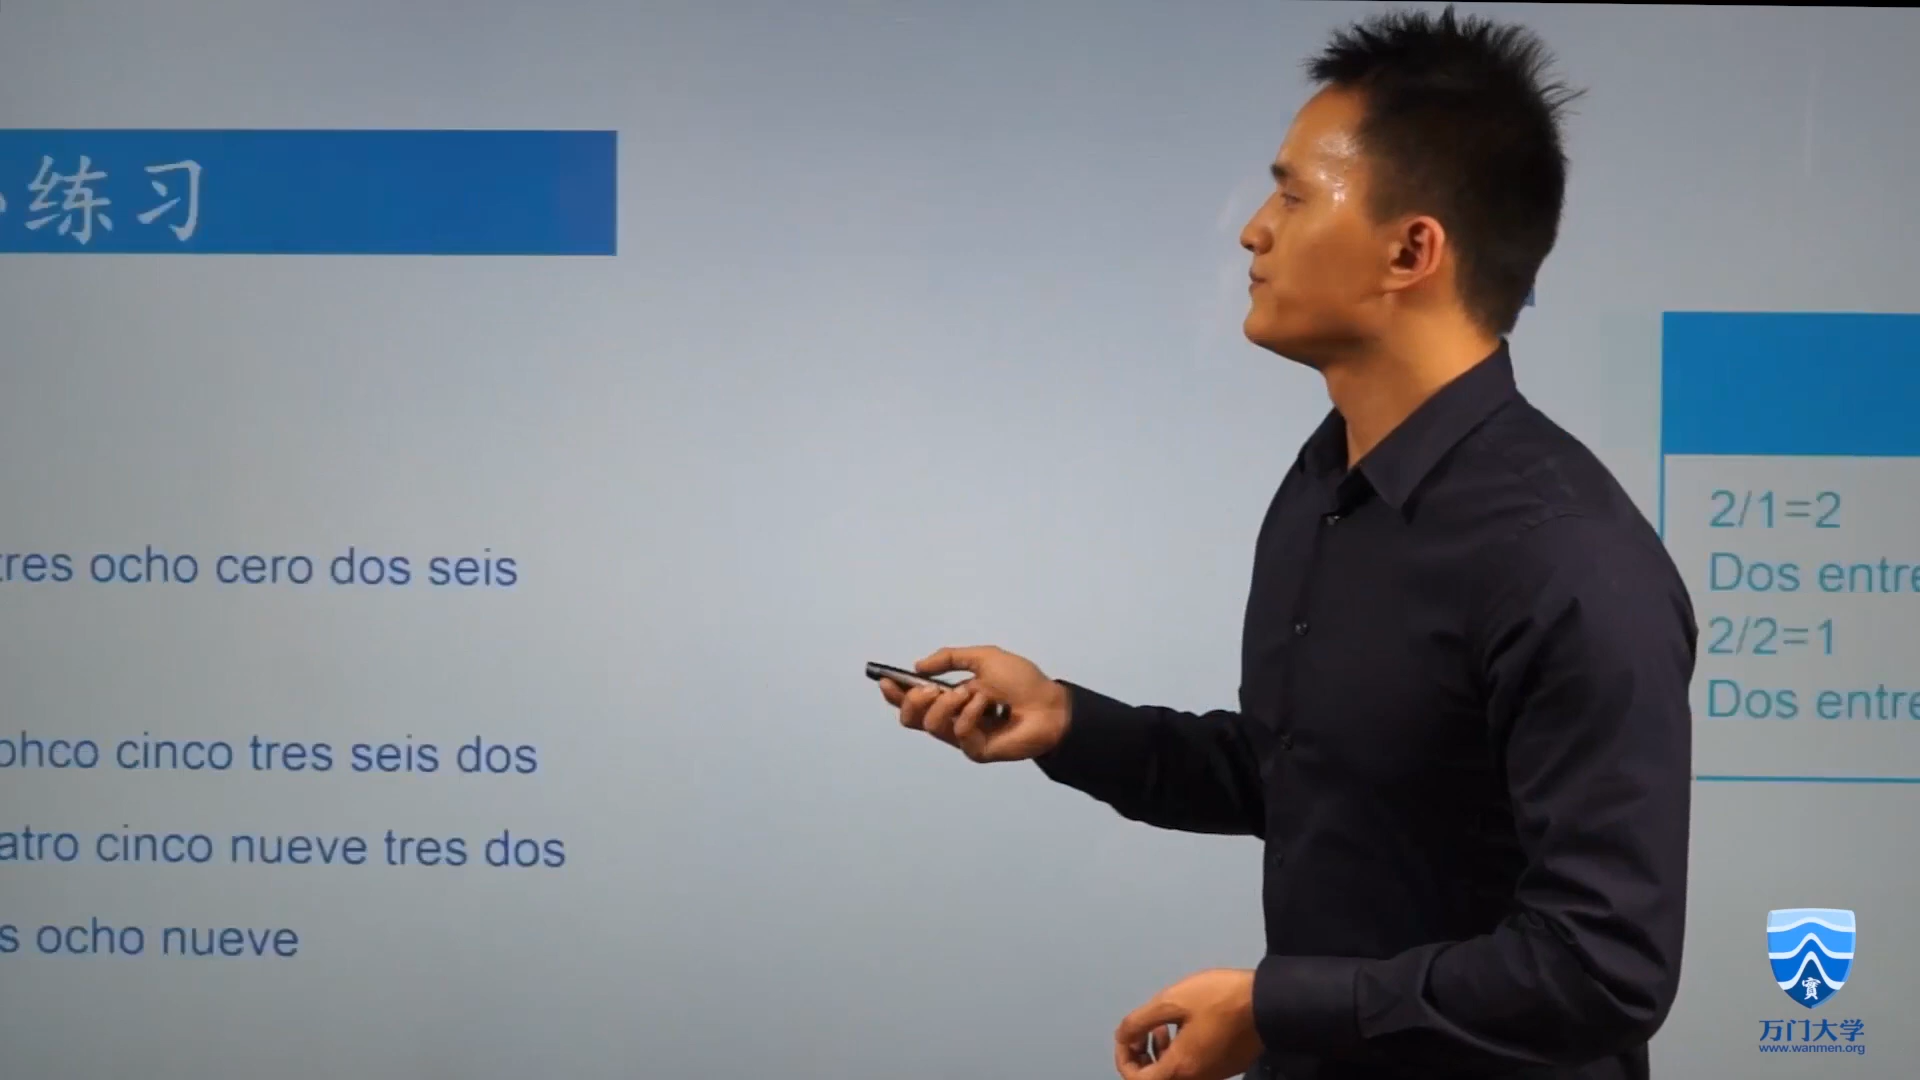 练习
tres ocho cero dos seis
ohco cinco tres seis dos
atro cinco nueve tres dos
s ocho nueve
2/1=2
Dos entre
2/2=1
Dos entre
寳
万门大学
www.wanmen.org